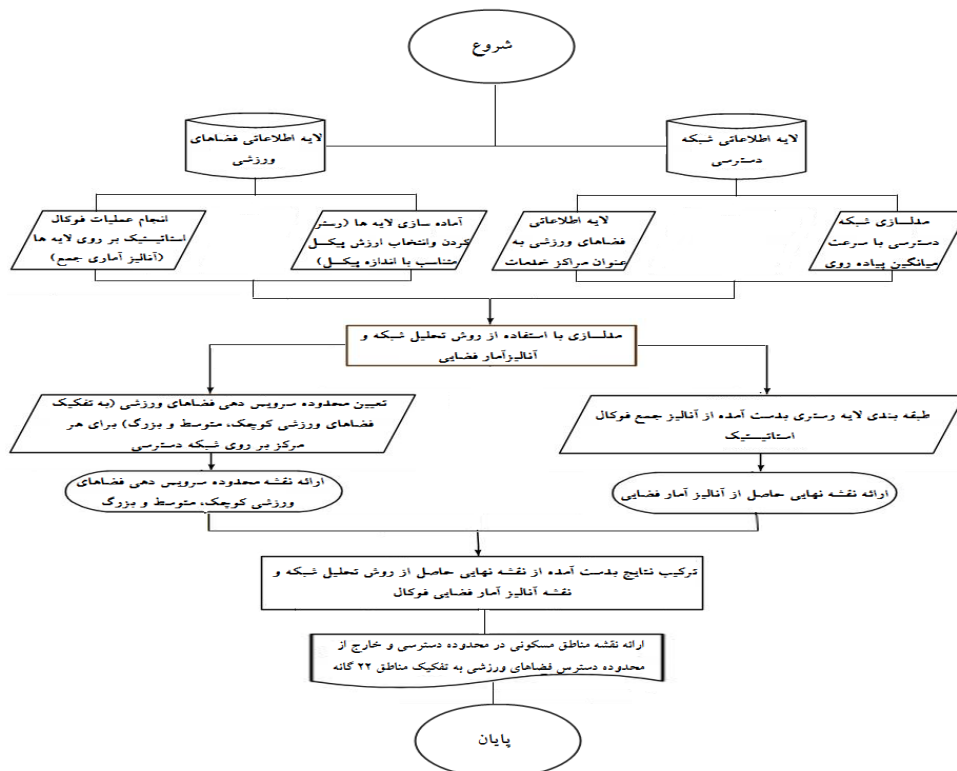 شروع
لایه اطلاعاتی شبکه
دسترسی
لایه اطلاعاتی فضاهای
ورزشی
مدلسازی شبکه
دسترسی با سرعت
میانگین پیاده روی
لایه اطلاعاتی
فضاهای ورزشی به
عنوان مراکز خدمات
آماده سازی لایه ها (رستر
کردن وانتخاب ارزش پیکسل
متناسب با اندازه پیکسل)
انجام عملیات فوکال
استاتیستیک بر روی لایه ها
(آنالیز آماری جمع)
مدلسازی با استفاده از روش تحلیل شبکه و
آنالیزآمار فضایی
طبقه بندی لایه رستری بدست آمده از آنالیز جمع فوکال
استاتیستیک
تعیین محدوده سرویس دهی فضاهای ورزشی (به تفکیک
فضاهای ورزشی کوچک، متوسط و بزرگ) برای هر
مرکز بر روی شبکه دسترسی
ارائه نقشه نهایی حاصل از آنالیز آمار فضایی
ارائه نقشه محدوده سرویس دهی فضاهای
ورزشی کوچک، متوسط و بزرگ
ترکیب نتایج بدست آمده از نقشه نهایی حاصل از روش تحلیل شبکه و
نقشه آنالیز آمار فضایی فوکال
ارائه نقشه مناطق مسکونی در محدوده دسترسی و خارج از
محدوده دسترس فضاهای ورزشی به تفکیک مناطق ۲۲ گانه
پایان